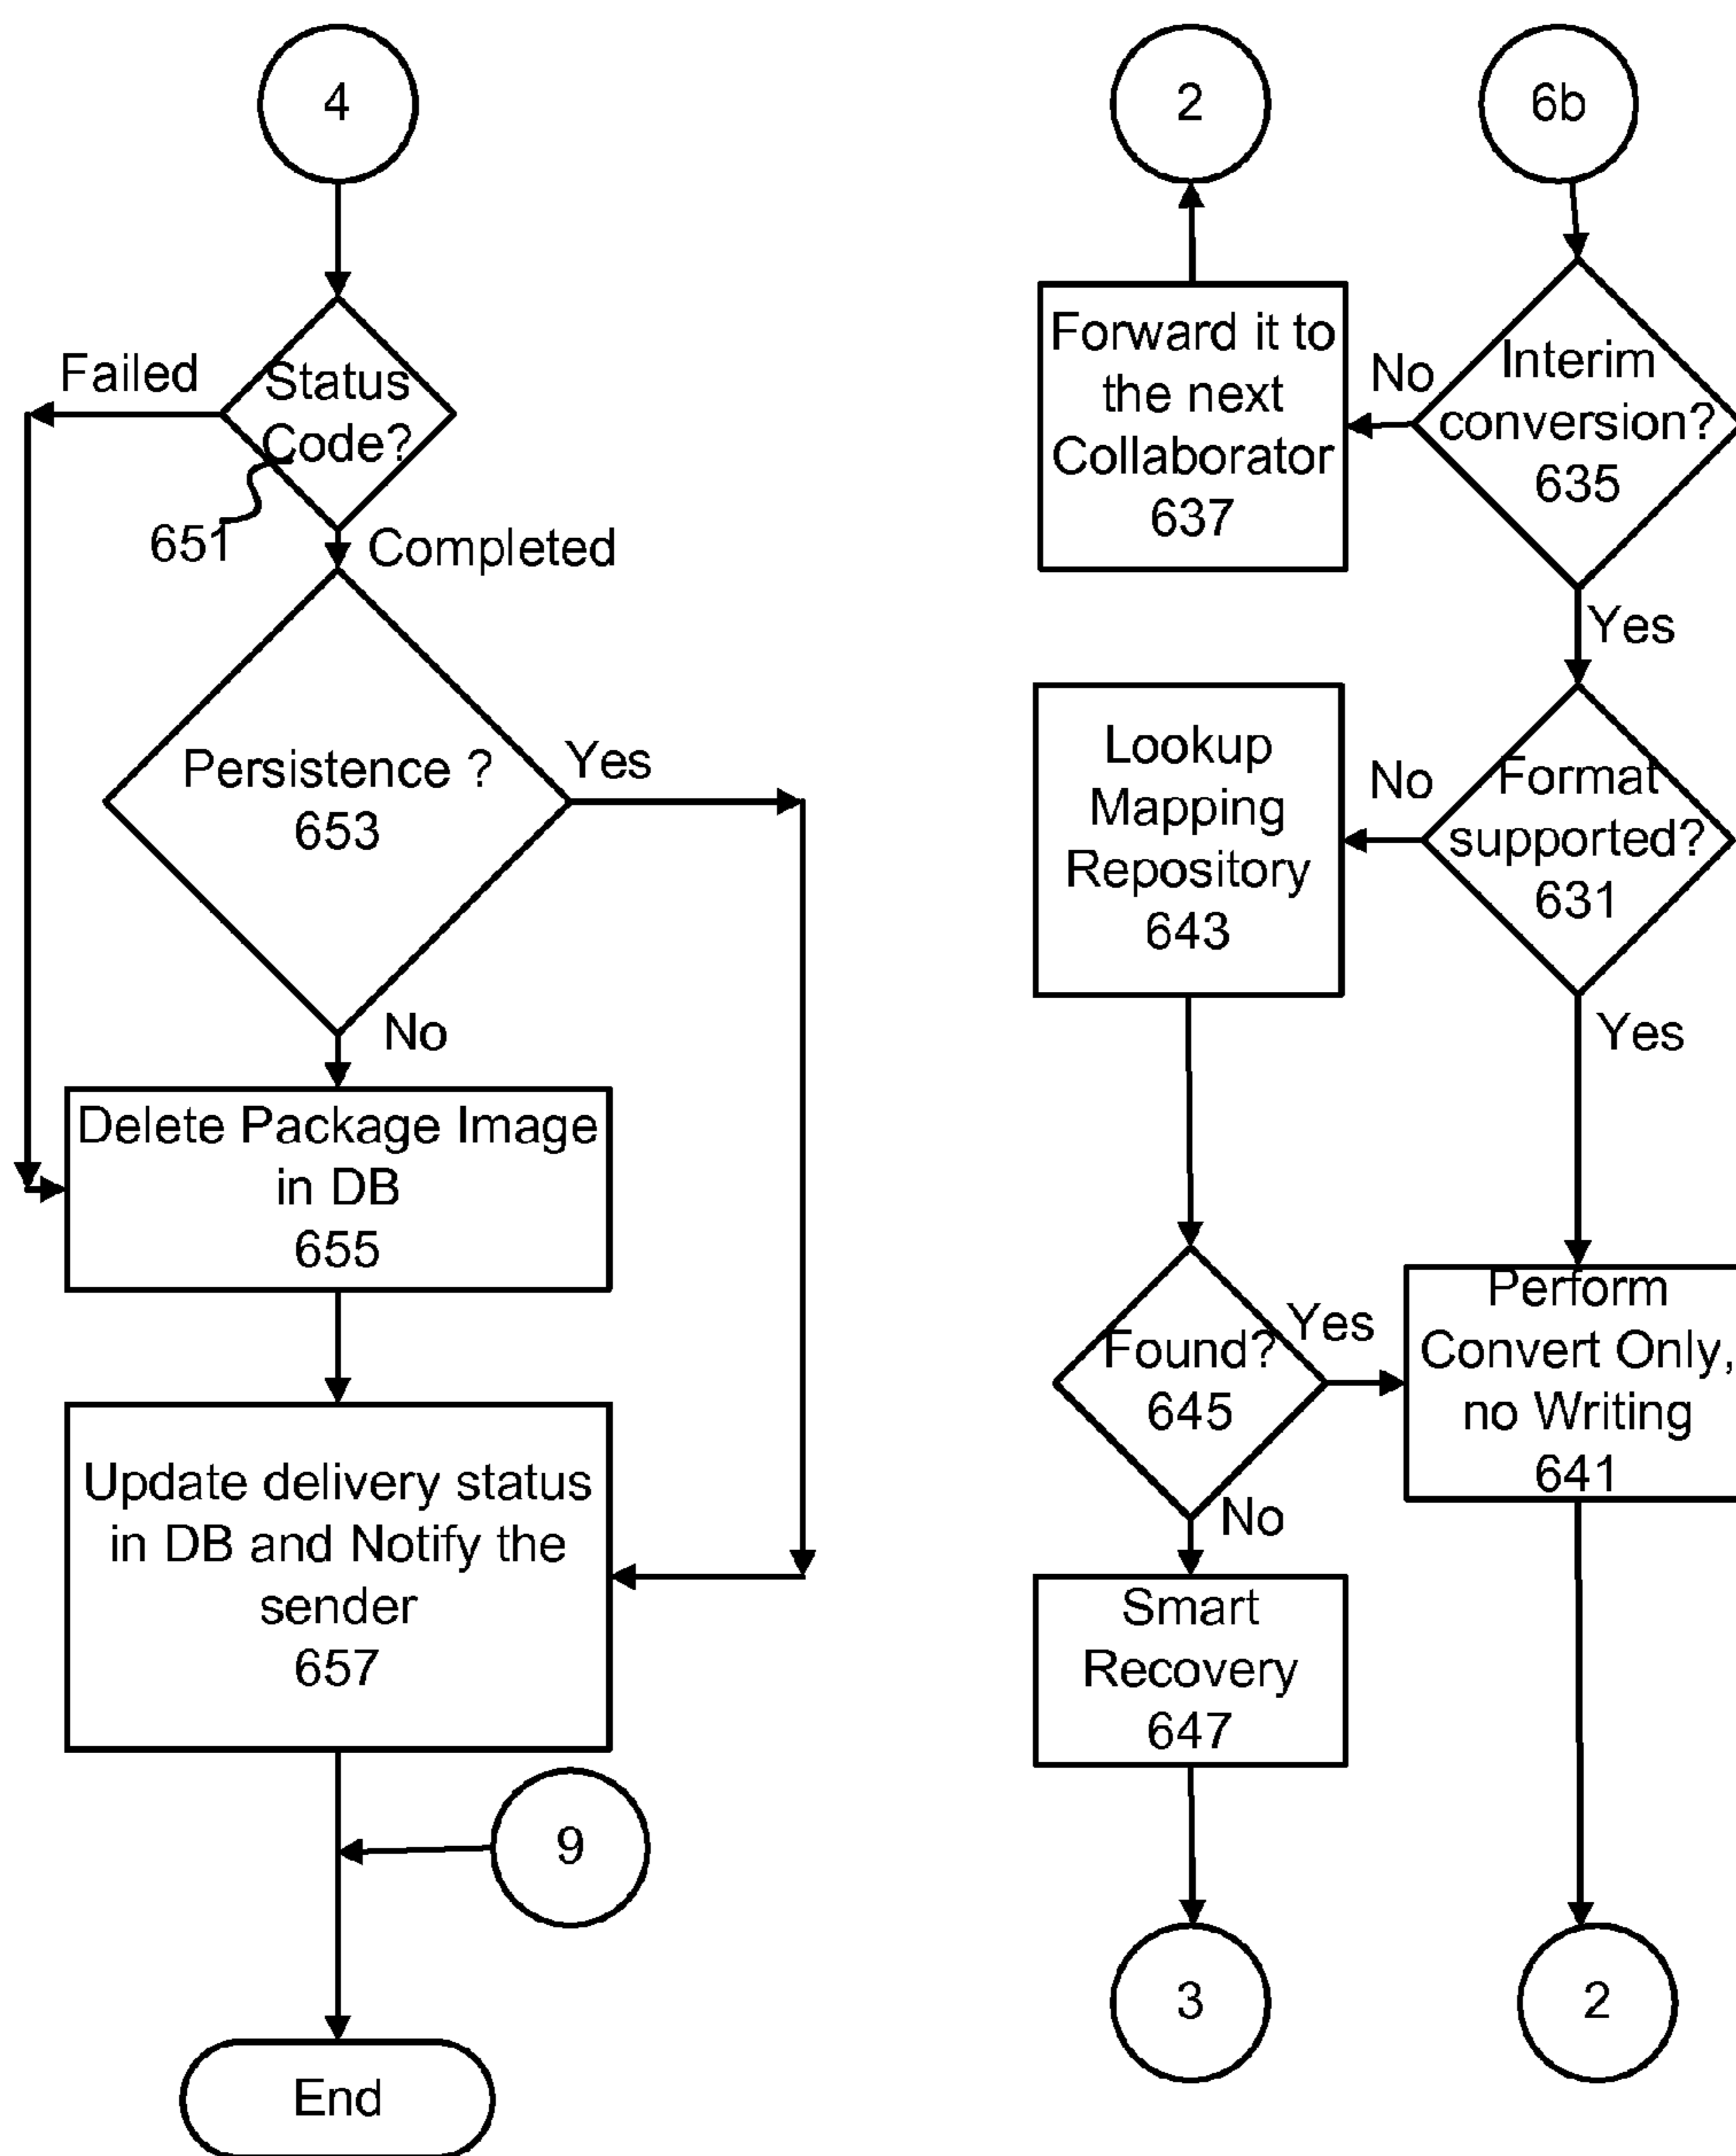 4
Failed
Status
Code?
651
Completed
Persistence ?
653
Yes
No
Delete Package Image
in DB
655
Update delivery status
in DB and Notify the
sender
657
9
End
2
6b
Forward it to
the next
Collaborator
637
No
Interim
conversion?
635
Yes
Lookup
Mapping
Repository
643
No
Format
supported?
631
Yes
Found?
645
Yes
Perform
Convert Only,
no Writing
641
No
Smart
Recovery
647
3
2